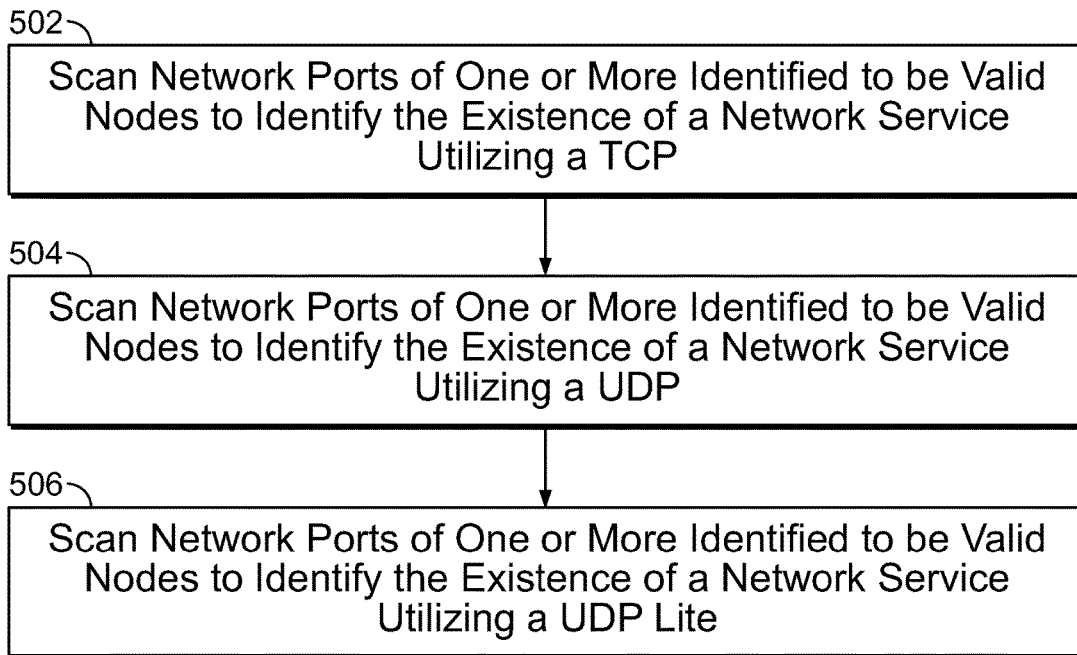 502
Scan Network Ports of One or More Identified to be Valid
Nodes to Identify the Existence of a Network Service
Utilizing a TCP
504
Scan Network Ports of One or More Identified to be Valid
Nodes to Identify the Existence of a Network Service
Utilizing a UDP
506
Scan Network Ports of One or More Identified to be Valid
Nodes to Identify the Existence of a Network Service
Utilizing a UDP Lite